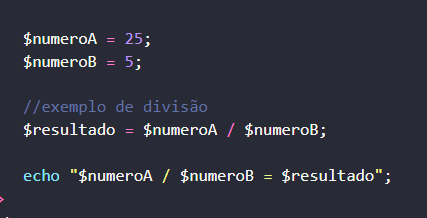 $numeroA = 25;
$numeroB = 5;
//exemplo de divisão
$resultado = $numeroA / $numeroB;
echo "$numeroA / $numeroB = $resultado";